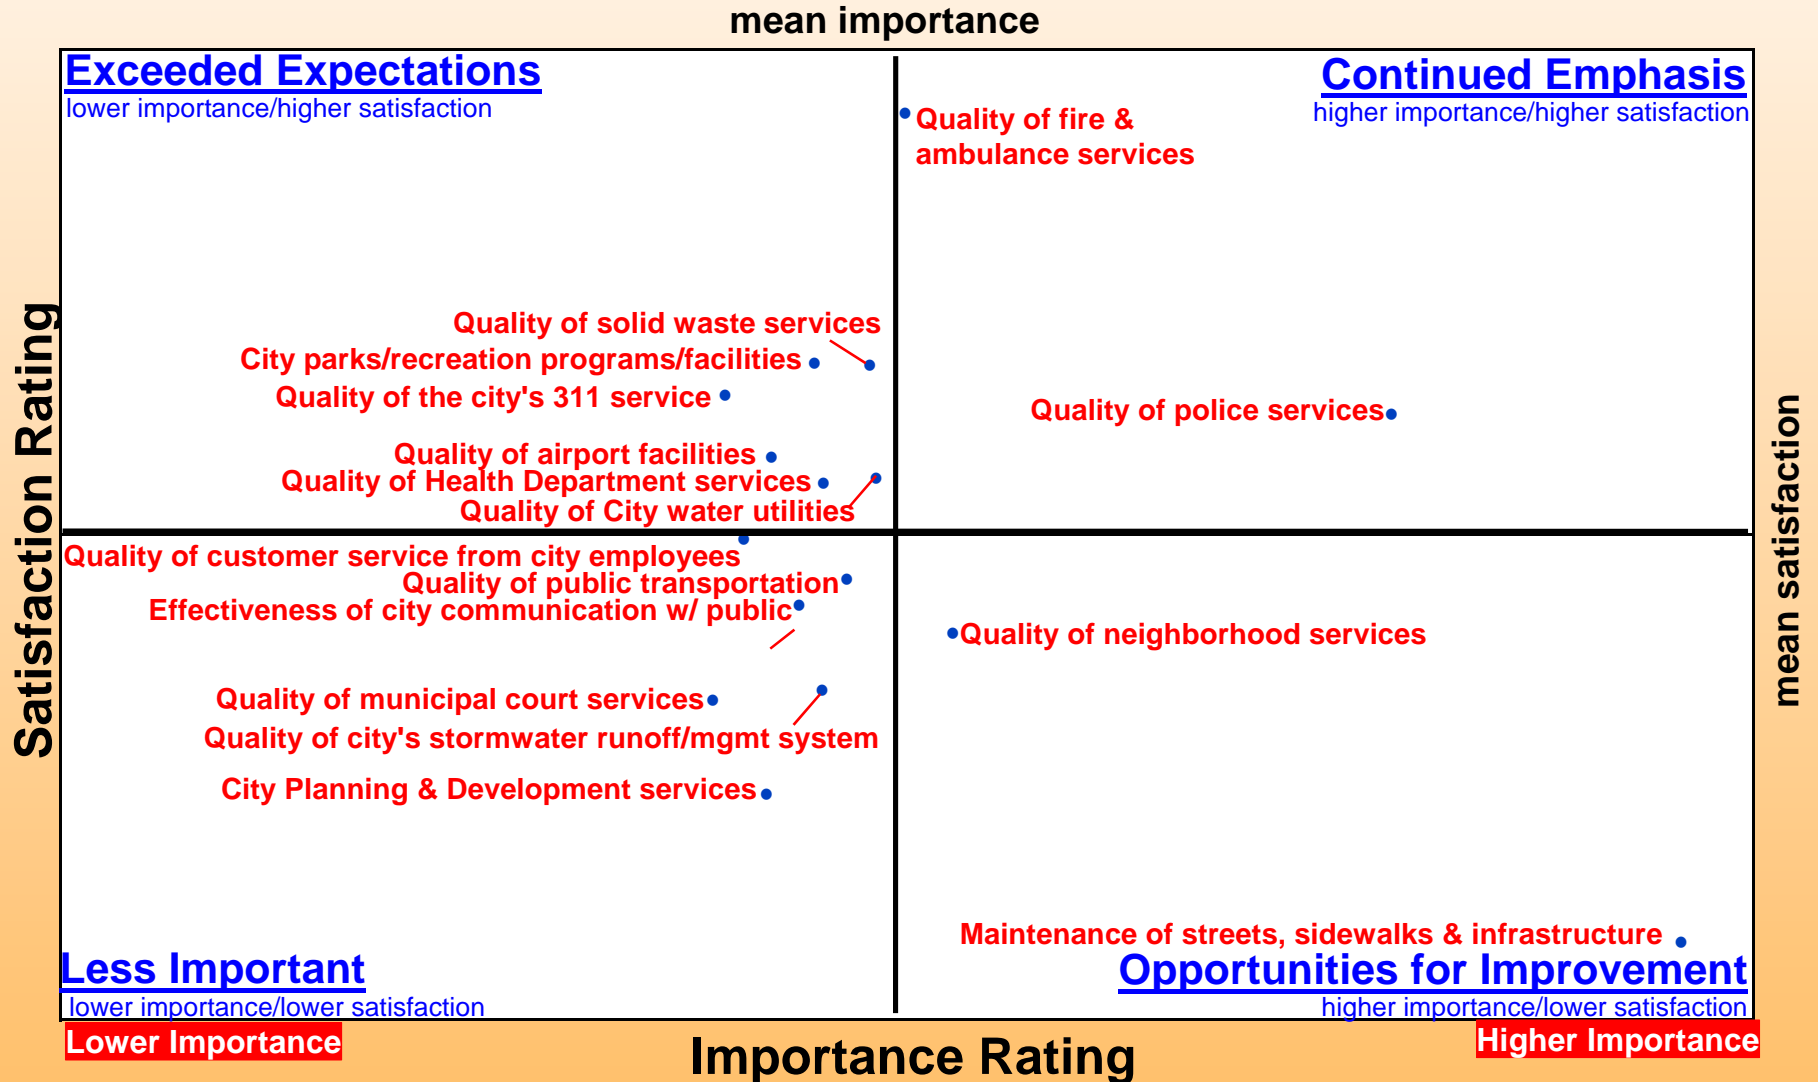 mean importance
Exceeded Expectations
lower importance/higher satisfaction
Continued Emphasis
higher importance/higher satisfaction
Quality of fire &
ambulance services
Quality of solid waste services
City parks/recreation programs/facilities
Quality of the city's 311 service
Quality of police services
Quality of airport facilities
Quality of Health Department services
Quality of City water utilities
Satisfaction Rating
mean satisfaction
Quality of customer service from city employees
Quality of public transportation
Effectiveness of city communication w/ public
Quality of neighborhood services
Quality of municipal court services
Quality of city's stormwater runoff/mgmt system
City Planning & Development services
Maintenance of streets, sidewalks & infrastructure
Less Important
lower importance/lower satisfaction
Opportunities for Improvement
higher importance/lower satisfaction
Lower Importance
Importance Rating
Higher Importance